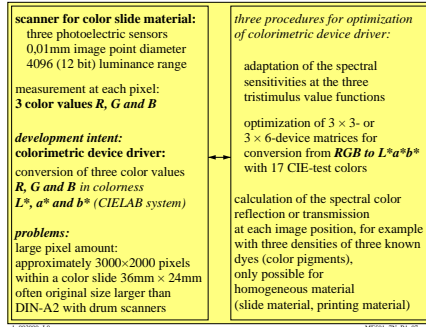 scanner for color slide material:
three photoelectric sensors
0,01mm image point diameter
4096 (12 bit) luminance range
measurement at each pixel:
3 color values R, G and B
development intent:
colorimetric device driver:
conversion of three color values
R, G and B in colorness
L*, a* and b* (CIELAB system)
problems:
large pixel amount:
approximately 3000×2000 pixels
within a color slide 36mm × 24mm
often original size larger than
DIN-A2 with drum scanners
three procedures for optimization
of colorimetric device driver:
adaptation of the spectral
sensitivities at the three
tristimulus value functions
optimization of 3 × 3- or
3 × 6-device matrices for
conversion from RGB to L*a*b*
with 17 CIE-test colors
calculation of the spectral color
reflection or transmission
at each image position, for example
with three densities of three known
dyes (color pigments),
only possible for
homogeneous material
(slide material, printing material)